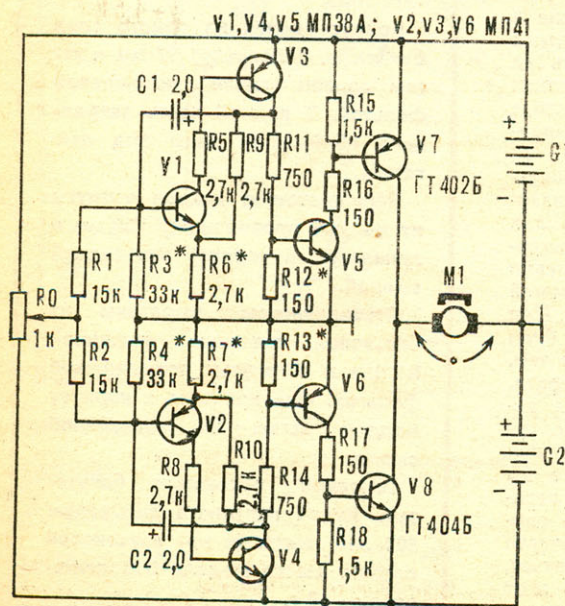 V1, V4, V5 МП38А; V2, V3, V6 МП41
V3
C1 2,0
+
R5
2,7к
R9
2,7к
R11
750
R15
1,5к
V7
ГТ402Б
+
G1
-
V1
R16
150
V5
R1
15к
R3*
33к
R6*
2,7к
R12*
150
M1
R0
1к
R2
15к
R4*
33к
R7*
2,7к
R13*
150
V6
V2
R8
2,7к
R10
2,7к
R14
750
R17
150
V8
ГТ404Б
+
G2
-
+
C2 2,0
V4
R18
1,5к